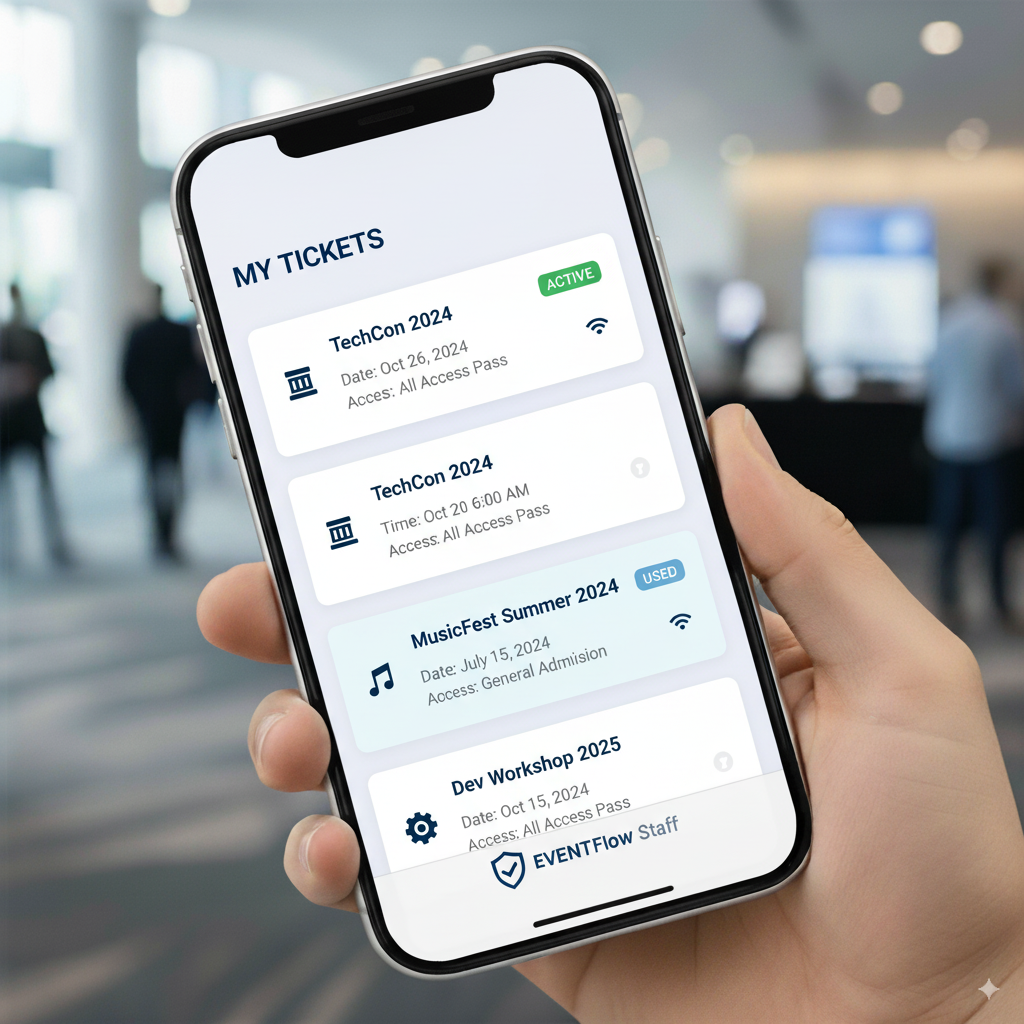 MY TICKETS
ACTIVE
TechCon 2024
Date: Oct 26, 2024
Acces: All Access Pass
TechCon 2024
Time: Oct 20 6:00 AM
Access: All Access Pass
USED
MusicFest Summer 2024
Date: July 15, 2024
Access: General Admiision
Dev Workshop 2025
Date: Oct 15, 2024
Access: All Access Pass
EVENTFlow Staff